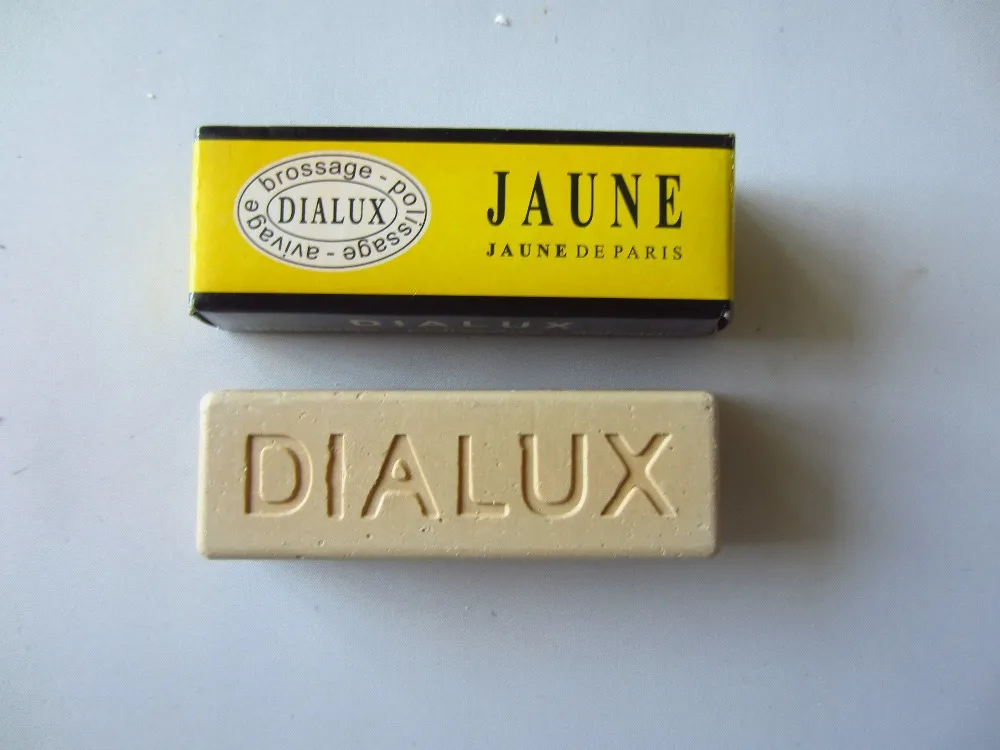 brossage - polissage - avivage
DIALUX
JAUNE
JAUNE DE PARIS
DIALUX
DIALUX